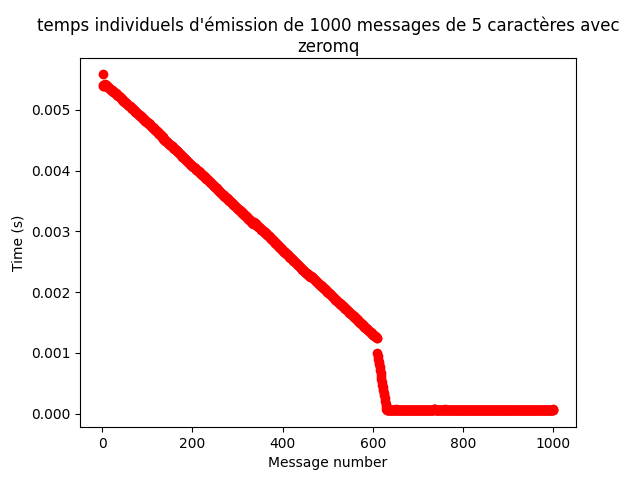 temps individuels d'émission de 1000 messages de 5 caractères avec
zeromq
0.005
0.004
0.003
0.002
0.001
0.000
Time (s)
0 200 400 600 800 1000
Message number